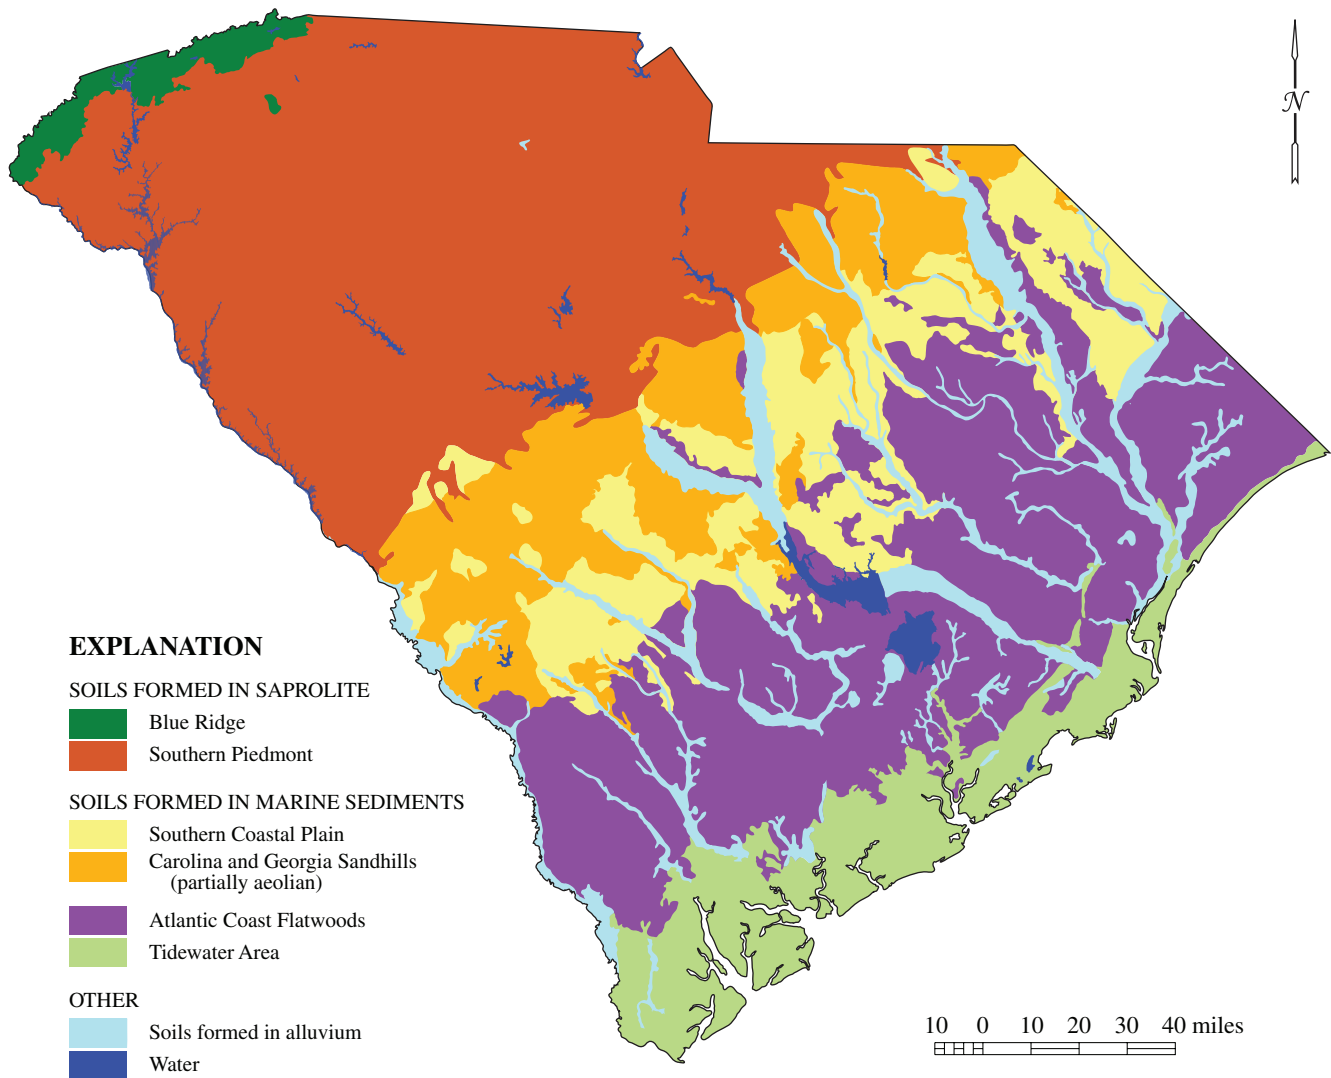 N
EXPLANATION
SOILS FORMED IN SAPROLITE
Blue Ridge
Southern Piedmont
SOILS FORMED IN MARINE SEDIMENTS
Southern Coastal Plain
Carolina and Georgia Sandhills
(partially aeolian)
Atlantic Coast Flatwoods
Tidewater Area
OTHER
Soils formed in alluvium
Water
10 0 10 20 30 40 miles